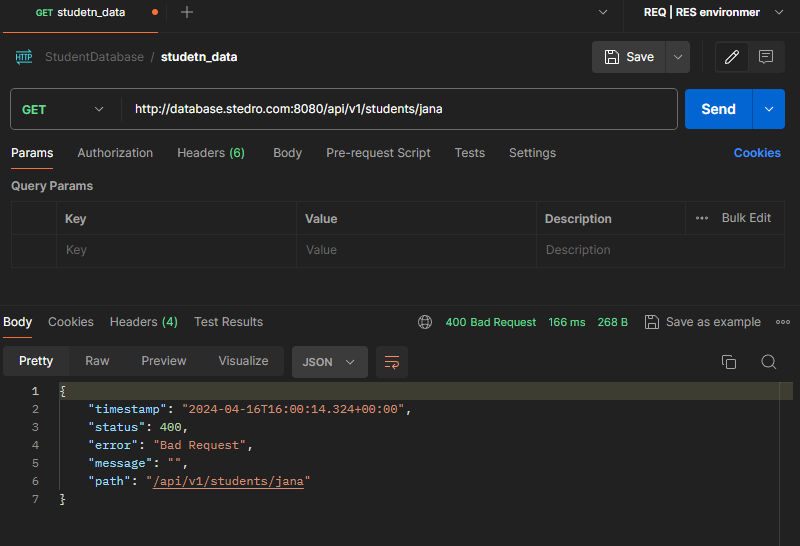 GET studetn_data
REQ | RES environmer
HTTP StudentDatabase / studetn_data
Save
GET http://database.stedro.com:8080/api/v1/students/jana
Send
Params Authorization Headers (6) Body Pre-request Script Tests Settings Cookies
Query Params
Key Value Description Bulk Edit
Key Value Description
Body Cookies Headers (4) Test Results 400 Bad Request 166 ms 268 B Save as example
Pretty Raw Preview Visualize JSON
1 {
2 "timestamp": "2024-04-16T16:00:14.324+00:00",
3 "status": 400,
4 "error": "Bad Request",
5 "message": "",
6 "path": "/api/v1/students/jana"
7 }